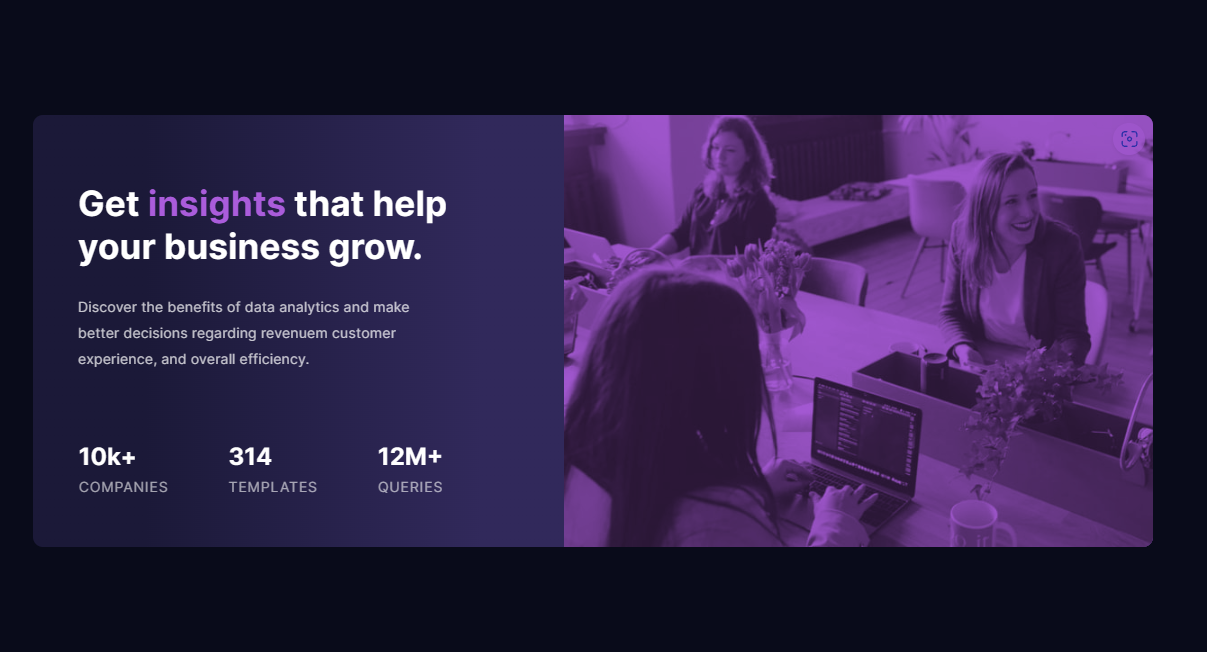 Get insights that help
your business grow.
Discover the benefits of data analytics and make
better decisions regarding revenuem customer
experience, and overall efficiency.
10k+ 314 12M+
COMPANIES TEMPLATES QUERIES